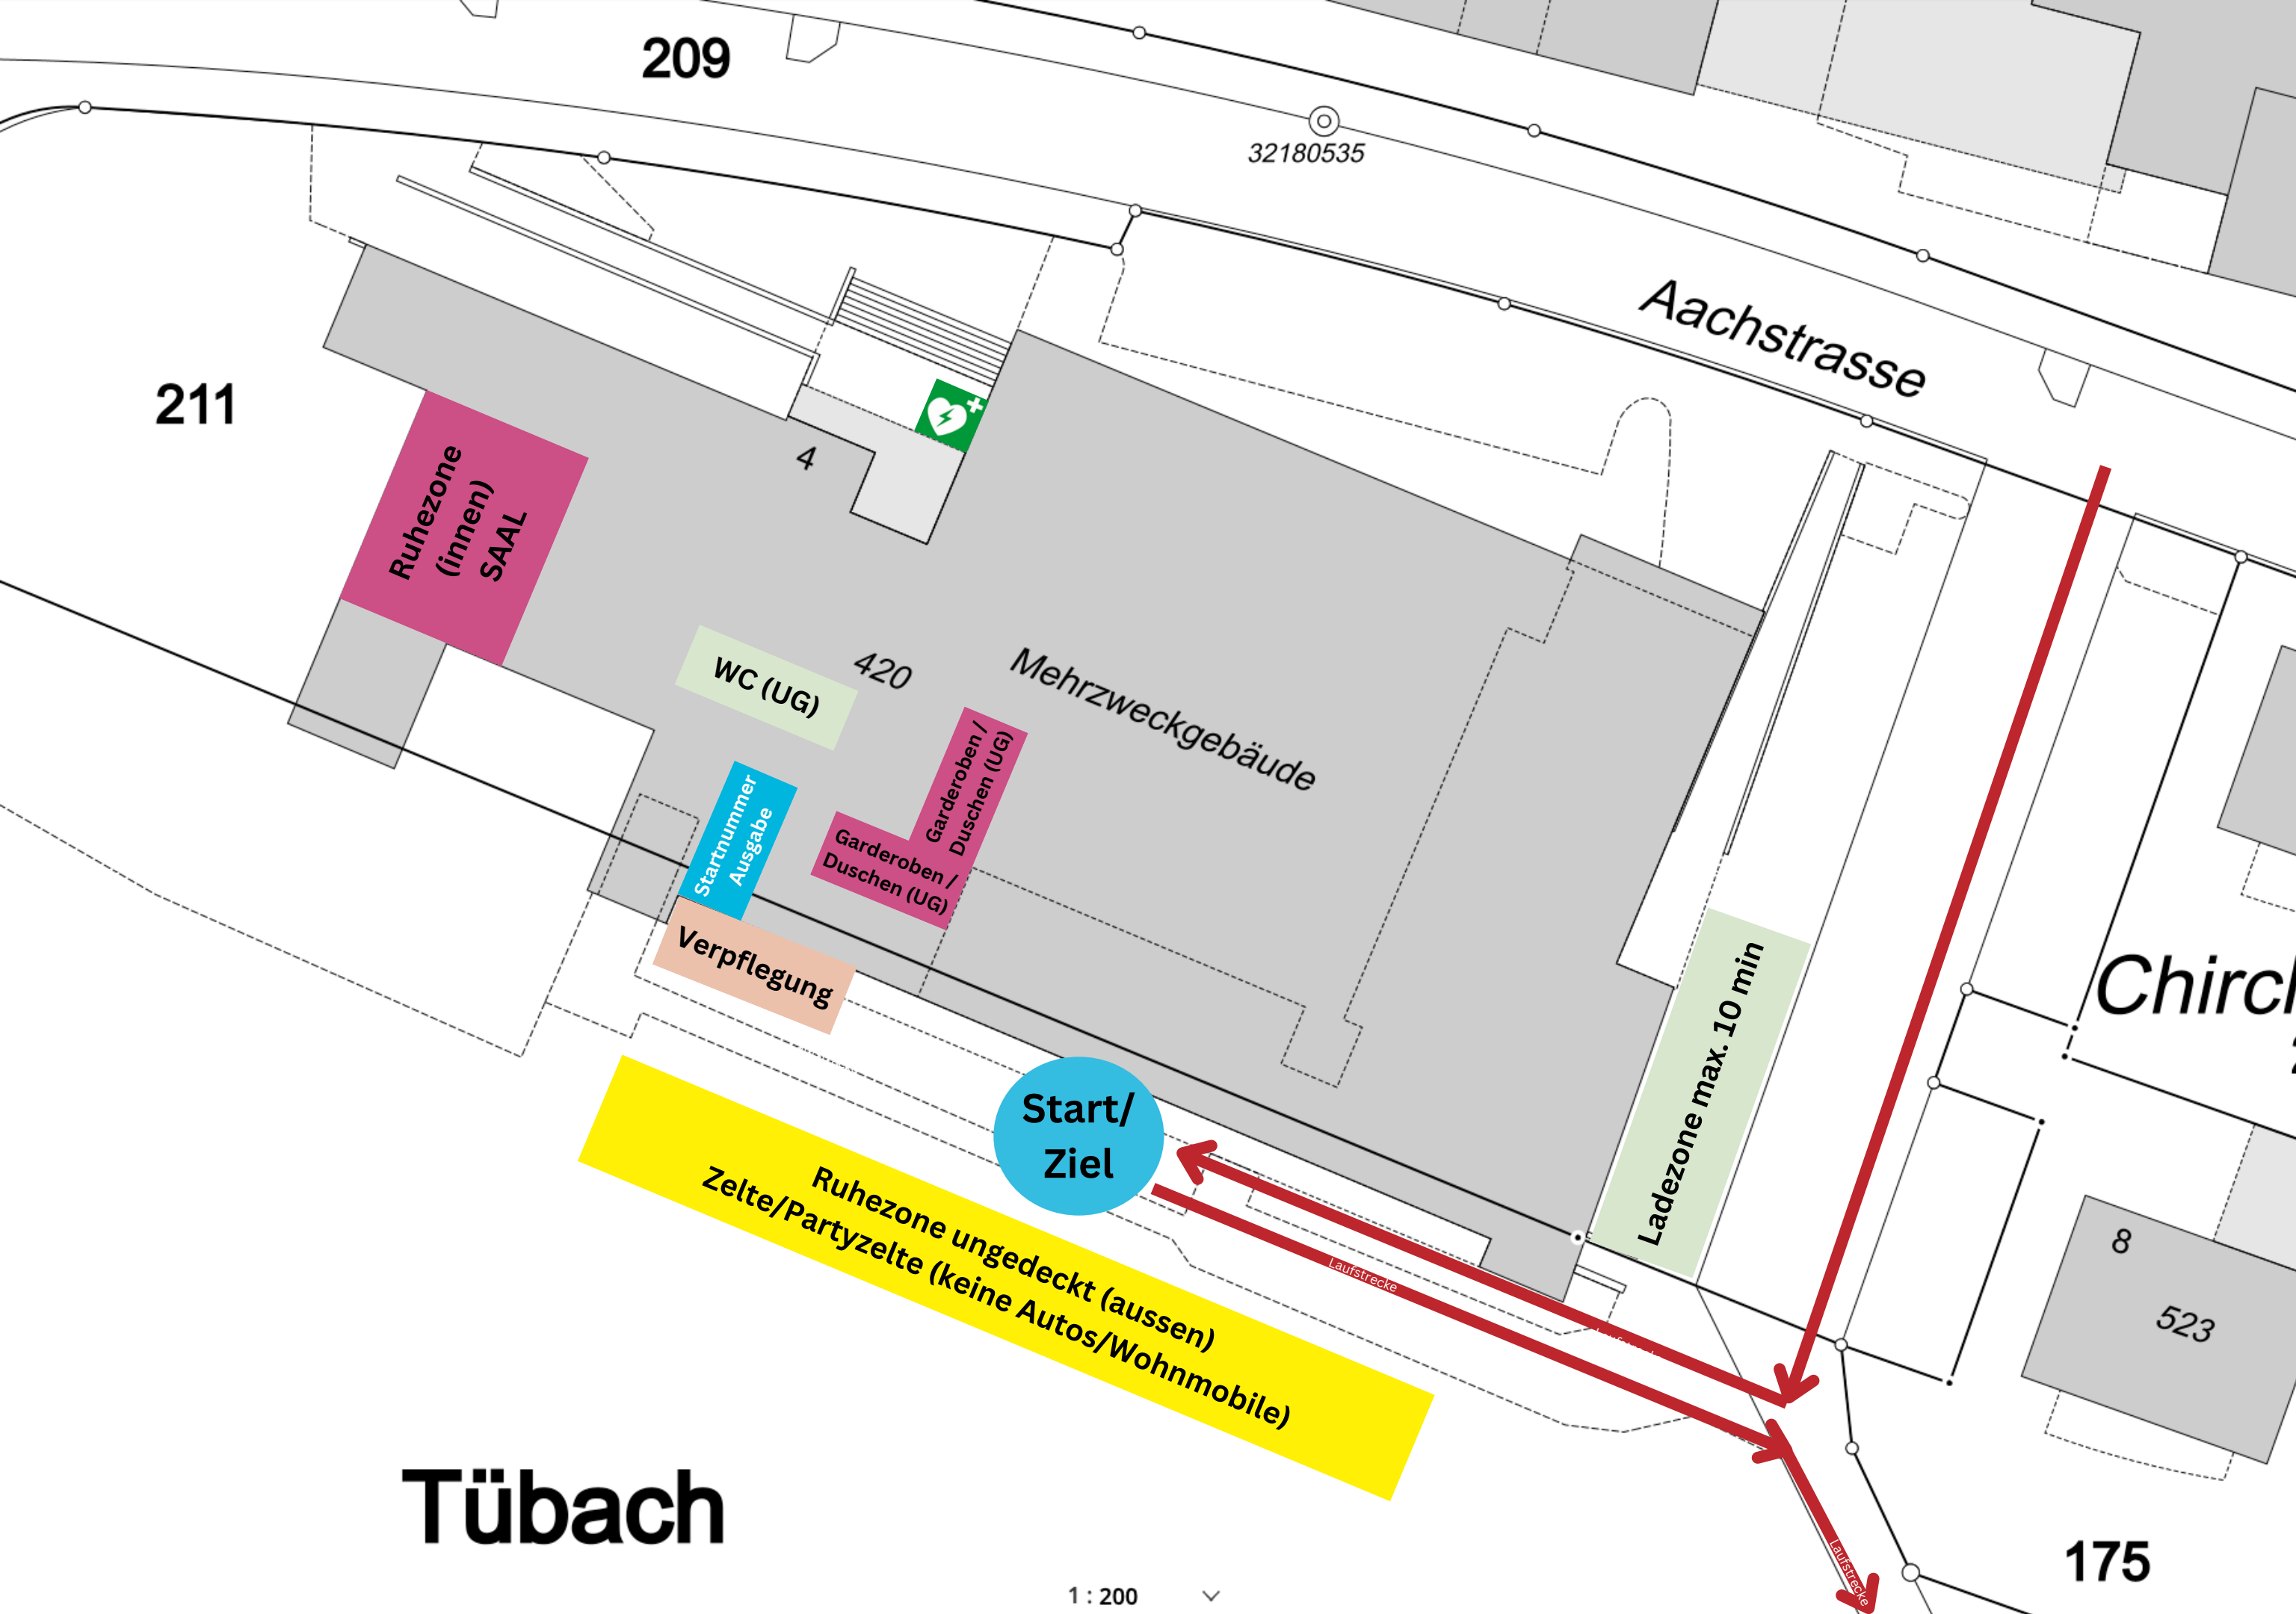 209
32180535
Aachstrasse
211
4
Ruhezone
(innen)
SAAL
WC (UG)
420
Mehrzweckgebäude
Garderoben /
Duschen (UG)
Garderoben /
Duschen (UG)
Startnummer
Ausgabe
Verpflegung
Start/
Ziel
Ladezone max. 10 min
Ruhezone ungedeckt (aussen)
Zelte/Partyzelte (keine Autos/Wohnmobile)
Laufstrecke
Laufstrecke
8
523
Tübach
175
1 : 200